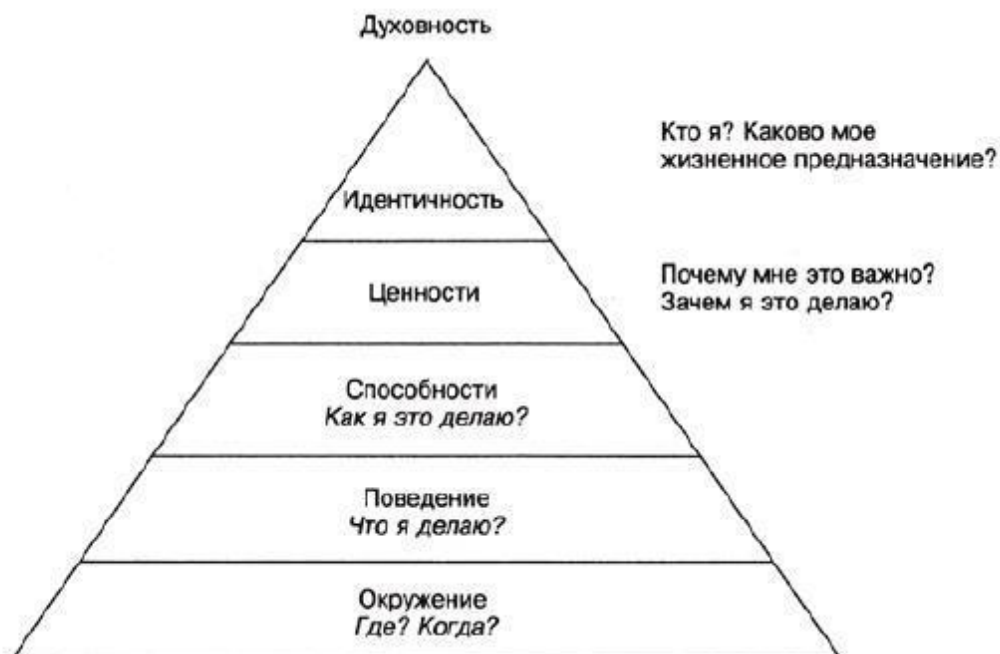 Духовность
Кто я? Каково мое
жизненное предназначение?
Идентичность
Ценности
Почему мне это важно?
Зачем я это делаю?
Способности
Как я это делаю?
Поведение
Что я делаю?
Окружение
Где? Когда?